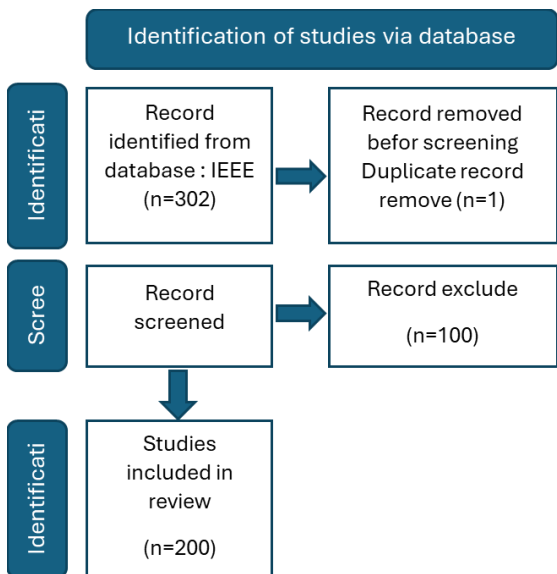 Identification of studies via database
Identificati
Record
identified from
database : IEEE
(n=302)
Record removed
befor screening
Duplicate record
remove (n=1)
Scree
Record
screened
Record exclude
(n=100)
Identificati
Studies
included in
review
(n=200)